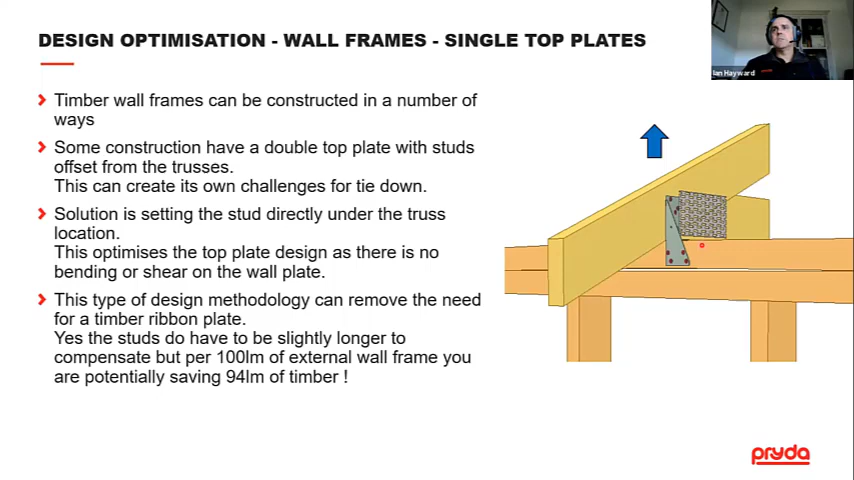 DESIGN OPTIMISATION - WALL FRAMES - SINGLE TOP PLATES
Ian Hayward
Timber wall frames can be constructed in a number of
ways
Some construction have a double top plate with studs
offset from the trusses.
This can create its own challenges for tie down.
Solution is setting the stud directly under the truss
location.
This optimises the top plate design as there is no
bending or shear on the wall plate.
This type of design methodology can remove the need
for a timber ribbon plate.
Yes the studs do have to be slightly longer to
compensate but per 100lm of external wall frame you
are potentially saving 94lm of timber !
pryda